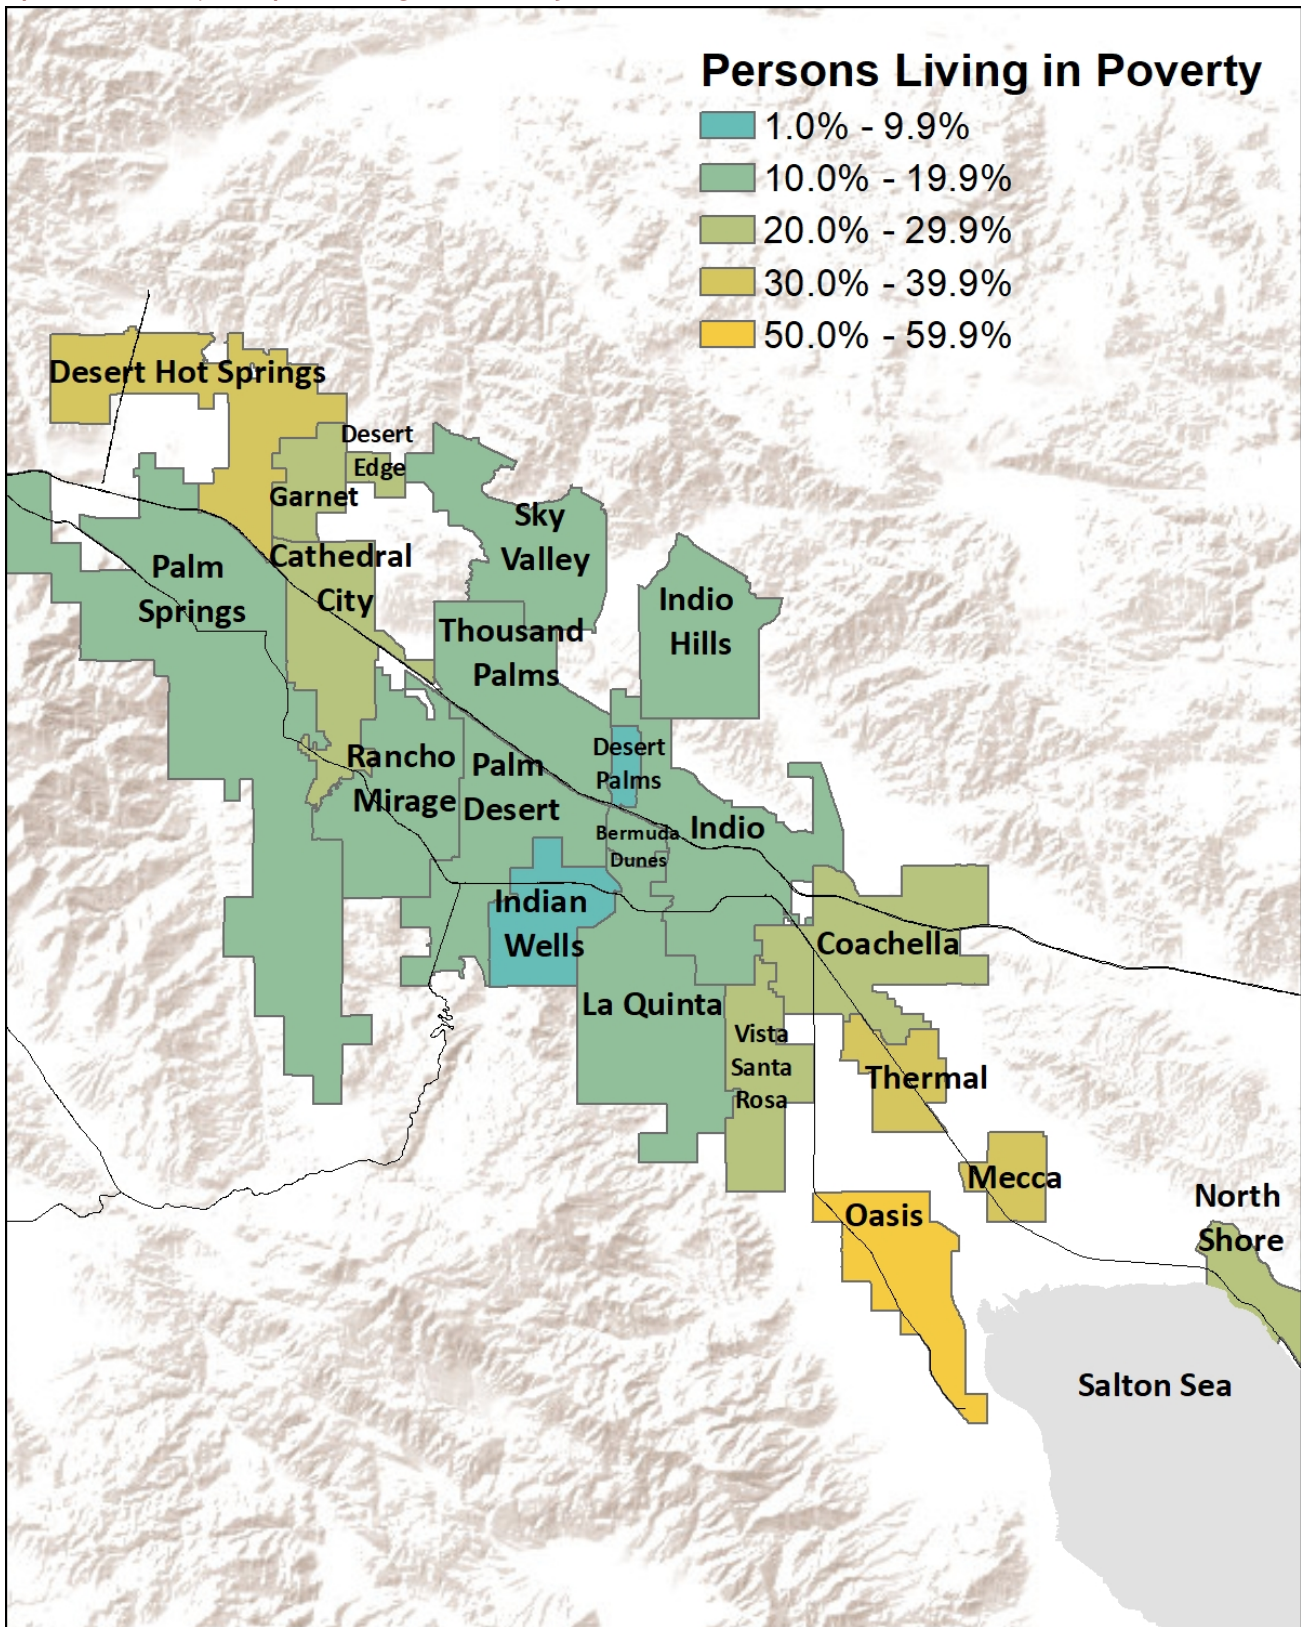 Persons Living in Poverty
1.0% - 9.9%
10.0% - 19.9%
20.0% - 29.9%
30.0% - 39.9%
50.0% - 59.9%
Desert Hot Springs
Desert
Edge
Garnet
Sky
Valley
Cathedral
City
Palm
Springs
Indio
Hills
Thousand
Palms
Rancho
Mirage
Palm
Desert
Desert
Palms
Bermuda
Dunes
Indio
Indian
Wells
Coachella
La Quinta
Vista
Santa
Rosa
Thermal
Mecca
Oasis
North
Shore
Salton Sea